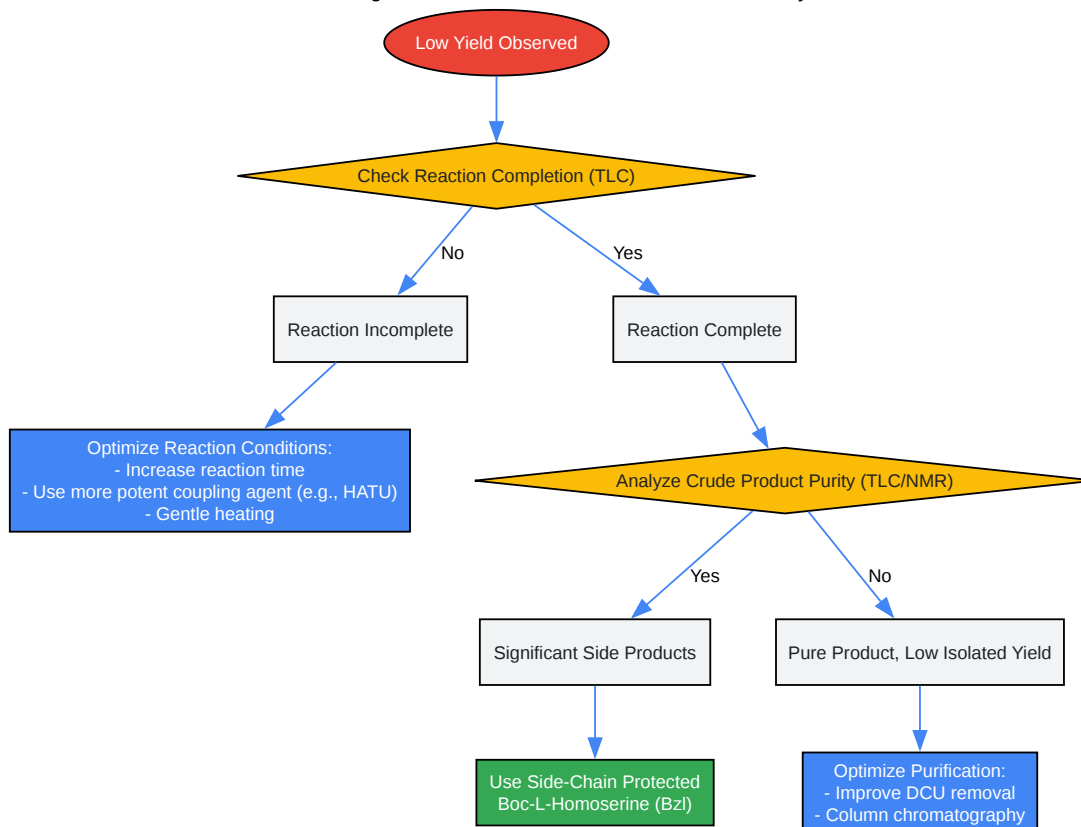 Low Yield Observed
Check Reaction Completion (TLC)
No
Yes
Reaction Incomplete
Reaction Complete
Optimize Reaction Conditions:
- Increase reaction time
- Use more potent coupling agent (e.g., HATU)
- Gentle heating
Analyze Crude Product Purity (TLC/NMR)
Yes
No
Significant Side Products
Pure Product, Low Isolated Yield
Use Side-Chain Protected
Boc-L-Homoserine (Bzl)
Optimize Purification:
- Improve DCU removal
- Column chromatography